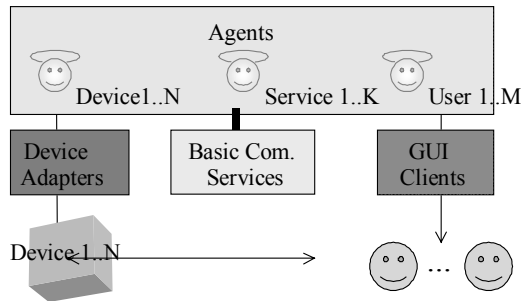 Agents
Device1..N
Service 1..K
User 1..M
Device
Adapters
Basic Com.
Services
GUI
Clients
Device 1..N
...